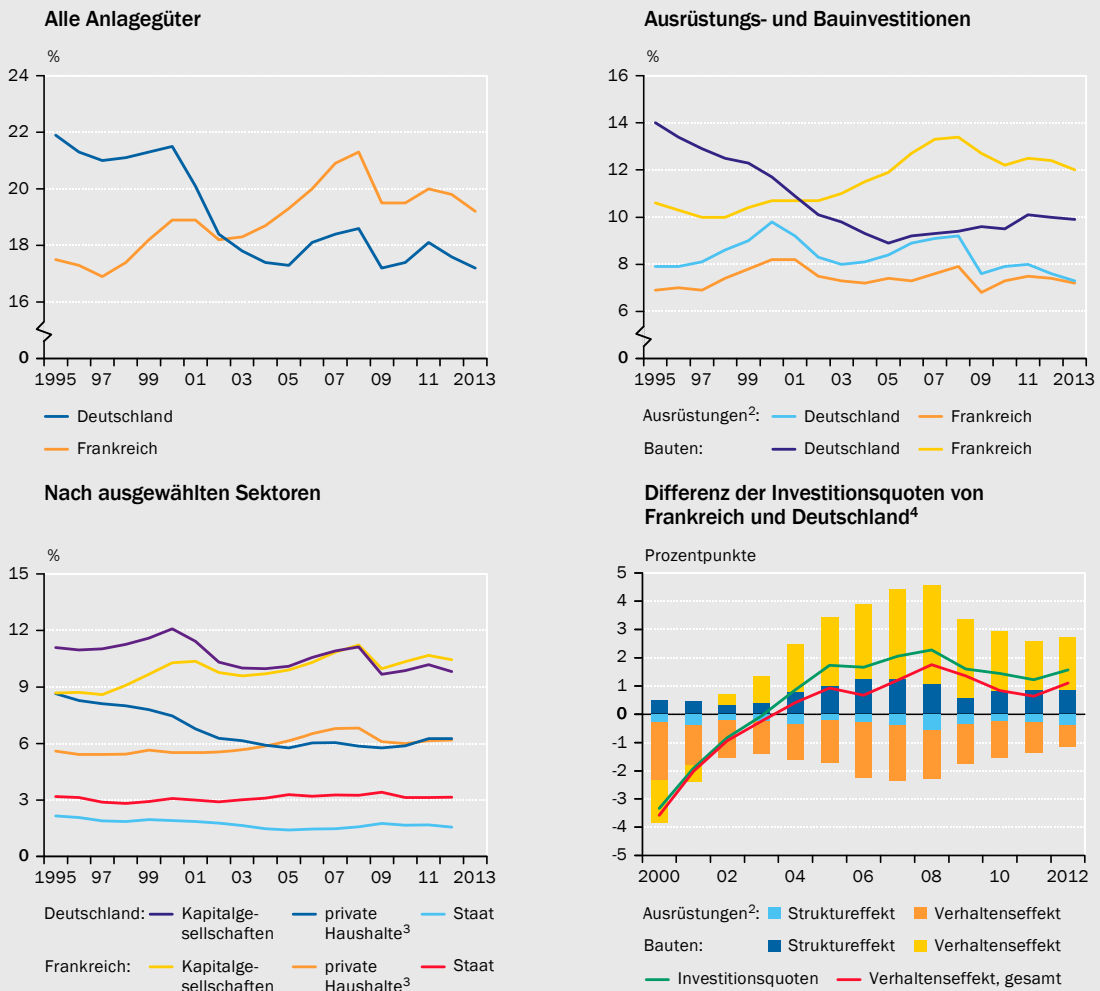 Alle Anlagegüter
%
24
22
20
18
16
0
1995 97 99 01 03 05 07 09 11 2013
Deutschland
Frankreich
Ausrüstungs- und Bauinvestitionen
%
16
14
12
10
8
6
0
1995 97 99 01 03 05 07 09 11 2013
Ausrüstungen²: Deutschland Frankreich
Bauten: Deutschland Frankreich
Nach ausgewählten Sektoren
%
15
12
9
6
3
0
1995 97 99 01 03 05 07 09 11 2013
Deutschland: Kapitalge- private Staat
sellschaften Haushalte³
Frankreich: Kapitalge- private Staat
sellschaften Haushalte³
Differenz der Investitionsquoten von
Frankreich und Deutschland⁴
Prozentpunkte
5
4
3
2
1
0
-1
-2
-3
-4
-5
2000 02 04 06 08 10 2012
Ausrüstungen²: Struktureffekt Verhaltenseffekt
Bauten: Struktureffekt Verhaltenseffekt
Investitionsquoten Verhaltenseffekt, gesamt